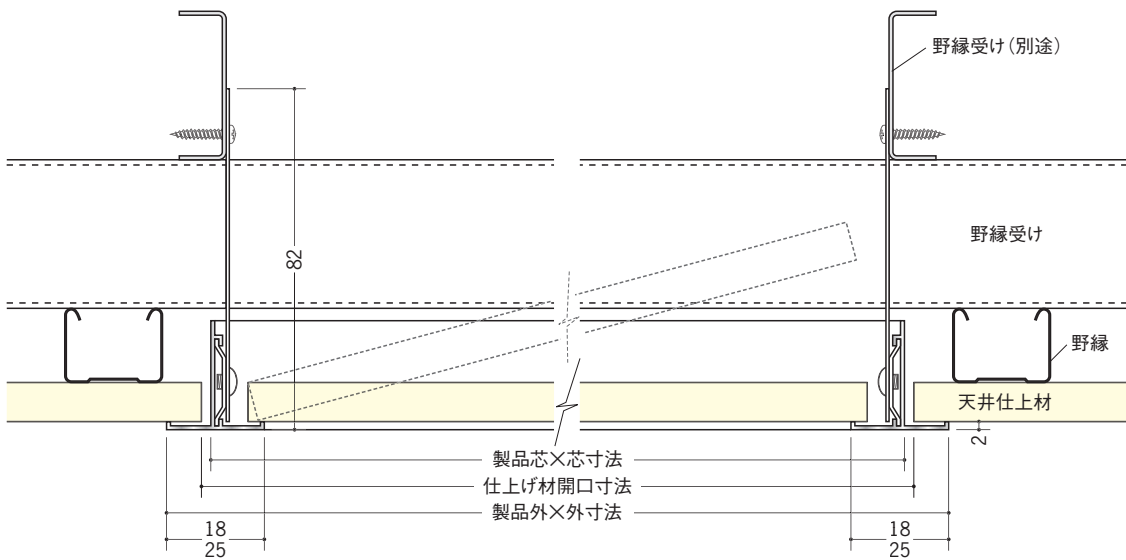 野縁受け（別途）
82
野縁受け
野縁
天井仕上材
2
製品芯×芯寸法
仕上げ材開口寸法
製品外×外寸法
18
25
18
25